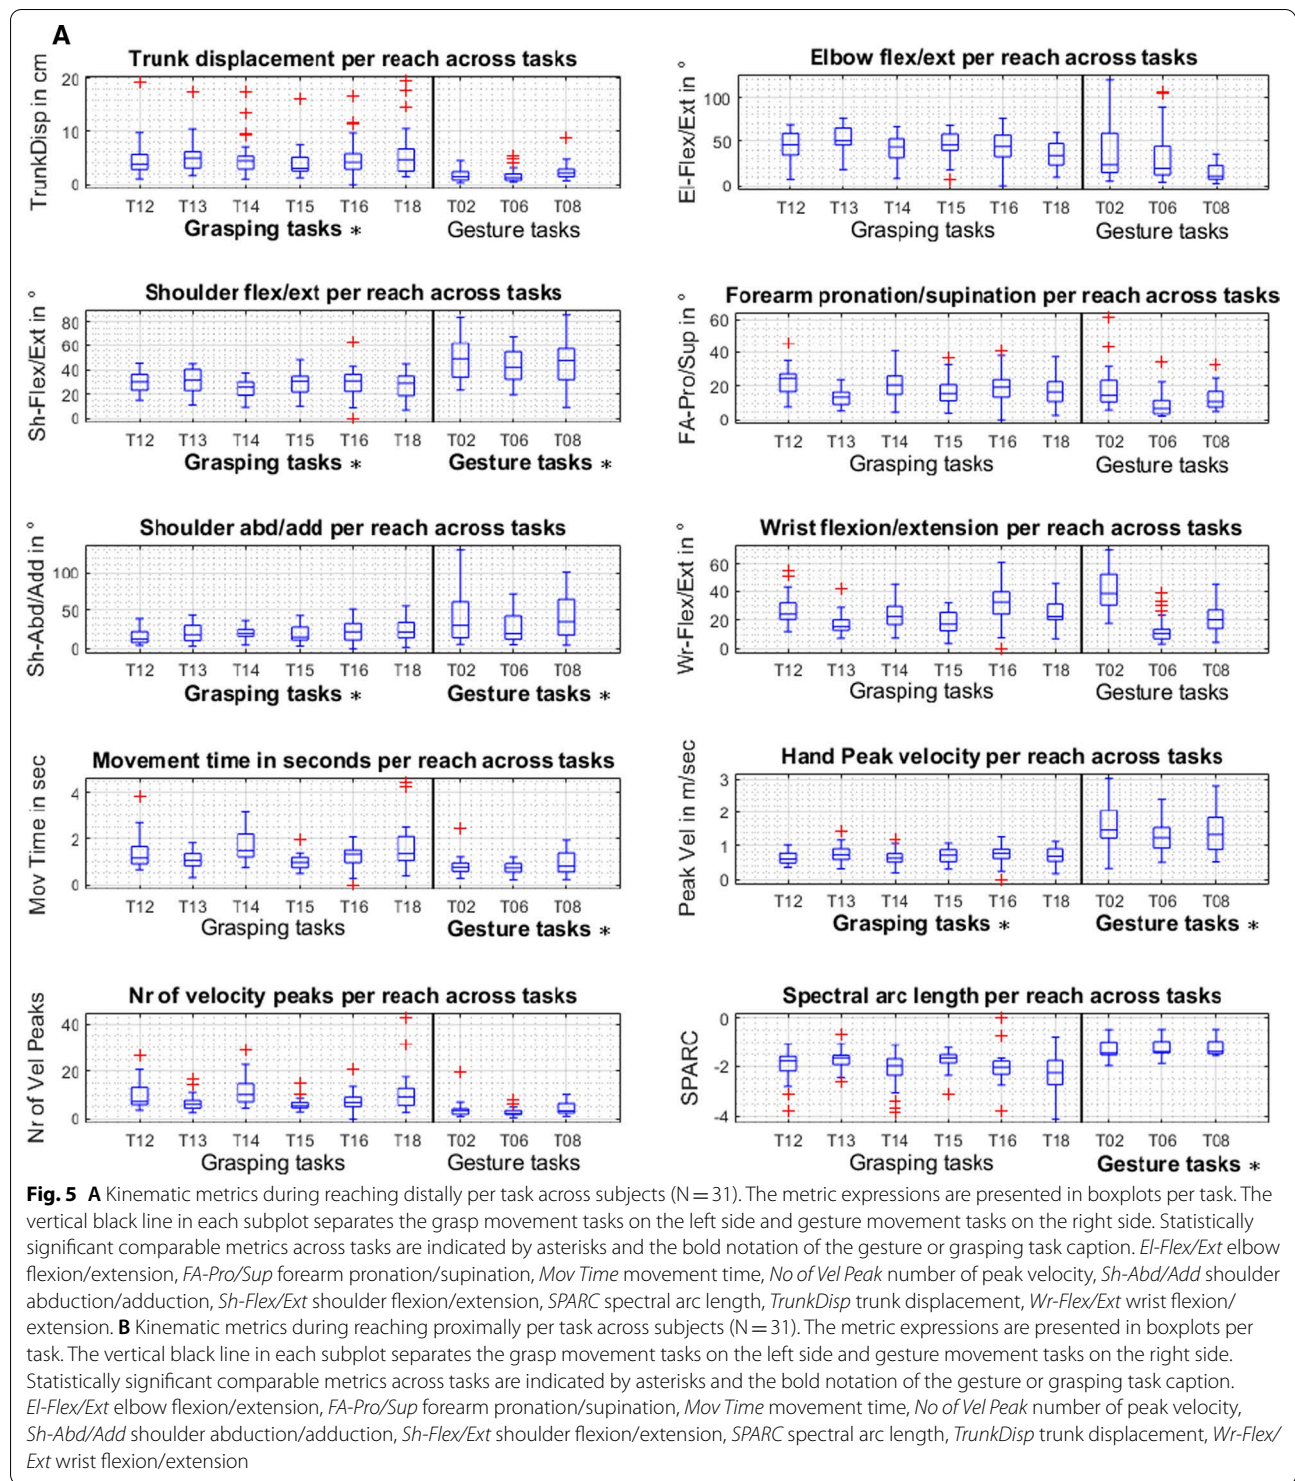 A
Trunk displacement per reach across tasks
TrunkDisp in cm
20
10
0
T12 T13 T14 T15 T16 T18 T02 T06 T08
Grasping tasks * Gesture tasks
Elbow flex/ext per reach across tasks
El-Flex/Ext in °
100
50
0
T12 T13 T14 T15 T16 T18 T02 T06 T08
Grasping tasks Gesture tasks
Shoulder flex/ext per reach across tasks
Sh-Flex/Ext in °
80
60
40
20
0
T12 T13 T14 T15 T16 T18 T02 T06 T08
Grasping tasks * Gesture tasks *
Forearm pronation/supination per reach across tasks
FA-Pro/Sup in °
60
40
20
0
T12 T13 T14 T15 T16 T18 T02 T06 T08
Grasping tasks Gesture tasks
Shoulder abd/add per reach across tasks
Sh-Abd/Add in °
100
50
0
T12 T13 T14 T15 T16 T18 T02 T06 T08
Grasping tasks * Gesture tasks *
Wrist flexion/extension per reach across tasks
Wr-Flex/Ext in °
60
40
20
0
T12 T13 T14 T15 T16 T18 T02 T06 T08
Grasping tasks Gesture tasks
Movement time in seconds per reach across tasks
Mov Time in sec
4
2
0
T12 T13 T14 T15 T16 T18 T02 T06 T08
Grasping tasks Gesture tasks *
Hand Peak velocity per reach across tasks
Peak Vel in m/sec
3
2
1
0
T12 T13 T14 T15 T16 T18 T02 T06 T08
Grasping tasks * Gesture tasks *
Nr of velocity peaks per reach across tasks
Nr of Vel Peaks
40
20
0
T12 T13 T14 T15 T16 T18 T02 T06 T08
Grasping tasks Gesture tasks
Spectral arc length per reach across tasks
SPARC
0
-2
-4
T12 T13 T14 T15 T16 T18 T02 T06 T08
Grasping tasks Gesture tasks *
Fig. 5 A Kinematic metrics during reaching distally per task across subjects (N = 31). The metric expressions are presented in boxplots per task. The
vertical black line in each subplot separates the grasp movement tasks on the left side and gesture movement tasks on the right side. Statistically
significant comparable metrics across tasks are indicated by asterisks and the bold notation of the gesture or grasping task caption. El-Flex/Ext elbow
flexion/extension, FA-Pro/Sup forearm pronation/supination, Mov Time movement time, No of Vel Peak number of peak velocity, Sh-Abd/Add shoulder
abduction/adduction, Sh-Flex/Ext shoulder flexion/extension, SPARC spectral arc length, TrunkDisp trunk displacement, Wr-Flex/Ext wrist flexion/
extension. B Kinematic metrics during reaching proximally per task across subjects (N = 31). The metric expressions are presented in boxplots per
task. The vertical black line in each subplot separates the grasp movement tasks on the left side and gesture movement tasks on the right side.
Statistically significant comparable metrics across tasks are indicated by asterisks and the bold notation of the gesture or grasping task caption.
El-Flex/Ext elbow flexion/extension, FA-Pro/Sup forearm pronation/supination, Mov Time movement time, No of Vel Peak number of peak velocity,
Sh-Abd/Add shoulder abduction/adduction, Sh-Flex/Ext shoulder flexion/extension, SPARC spectral arc length, TrunkDisp trunk displacement, Wr-Flex/
Ext wrist flexion/extension